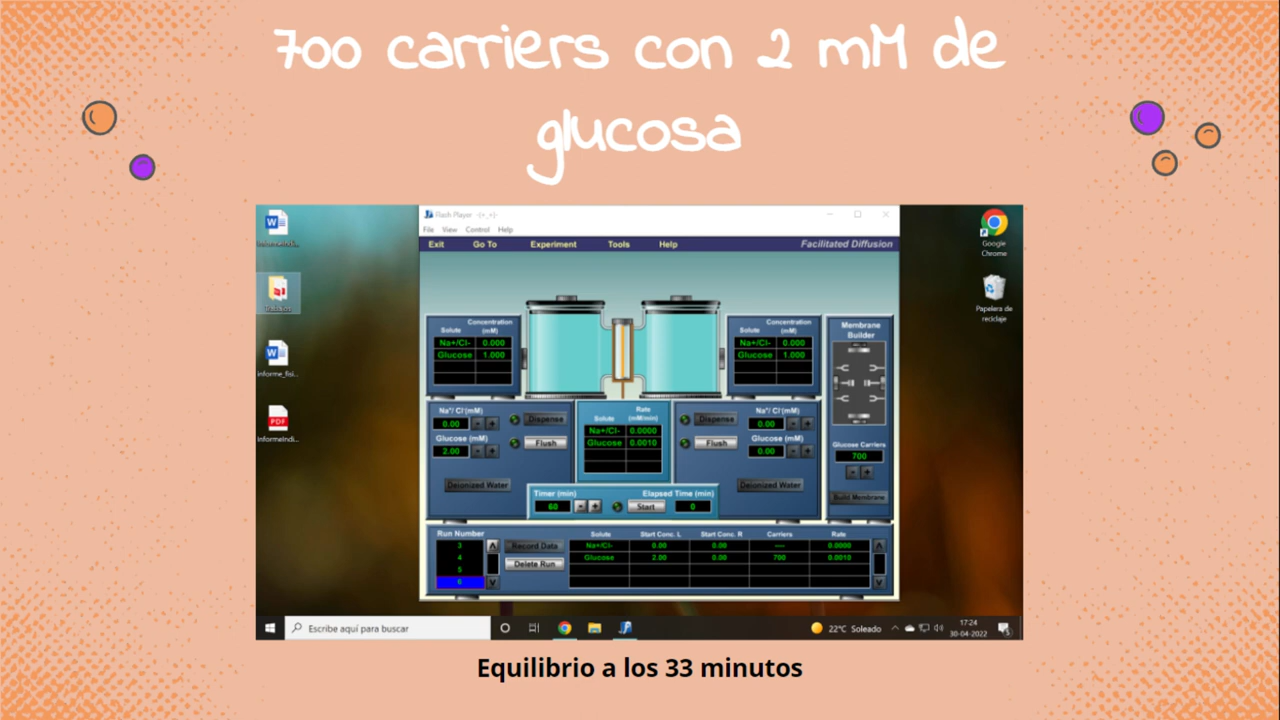 700 carriers con 2 mM de
glucosa
Flash Player
File View Control Help
Exit Go To Experiment Tools Help Facilitated Diffusion
Google
Chrome
Papelera de
reciclaje
PDF
Solute Concentration (mM)
Na+/Cl- 0.000
Glucose 1.000
Solute Concentration (mM)
Na+/Cl- 0.000
Glucose 1.000
Membrane
Builder
Na⁺/ Cl⁻(mM)
0.00 - + Dispense
Glucose (mM)
2.00 - + Flush
Deionized Water
Solute Rate (mM/min)
Na+/Cl- 0.0000
Glucose 0.0010
Dispense Na⁺/ Cl⁻(mM)
0.00 - +
Flush Glucose (mM)
0.00 - +
Deionized Water
Glucose Carriers
700
- +
Build Membrane
Timer (min) Elapsed Time (min)
60 - + Start 0
Run Number
3
4
5
6
Record Data
Delete Run
Solute Start Conc. L Start Conc. R Carriers Rate
Na+/Cl- 0.00 0.00 ---- 0.0000
Glucose 2.00 0.00 700 0.0010
Escribe aquí para buscar
22°C Soleado
17:24
30-04-2022
Equilibrio a los 33 minutos